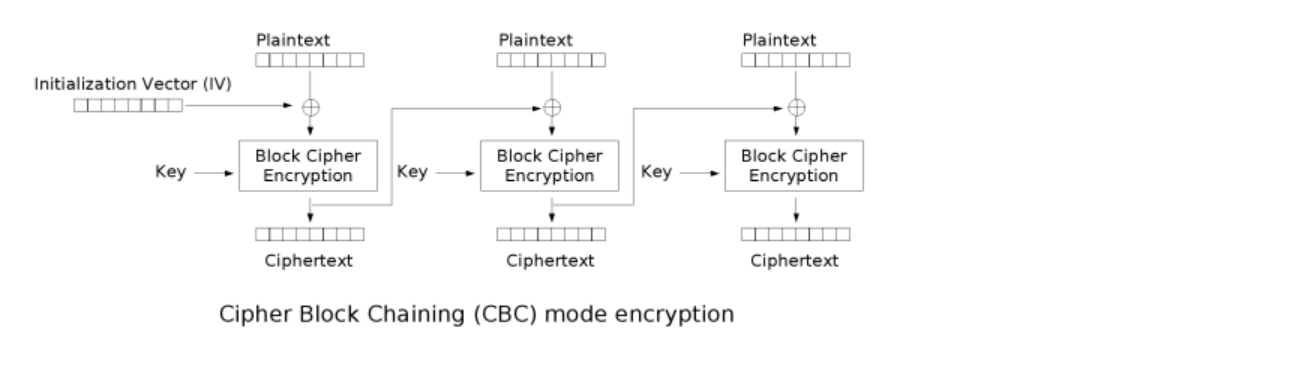 Plaintext
Plaintext
Plaintext
Initialization Vector (IV)
Key
Block Cipher
Encryption
Key
Block Cipher
Encryption
Key
Block Cipher
Encryption
Ciphertext
Ciphertext
Ciphertext
Cipher Block Chaining (CBC) mode encryption